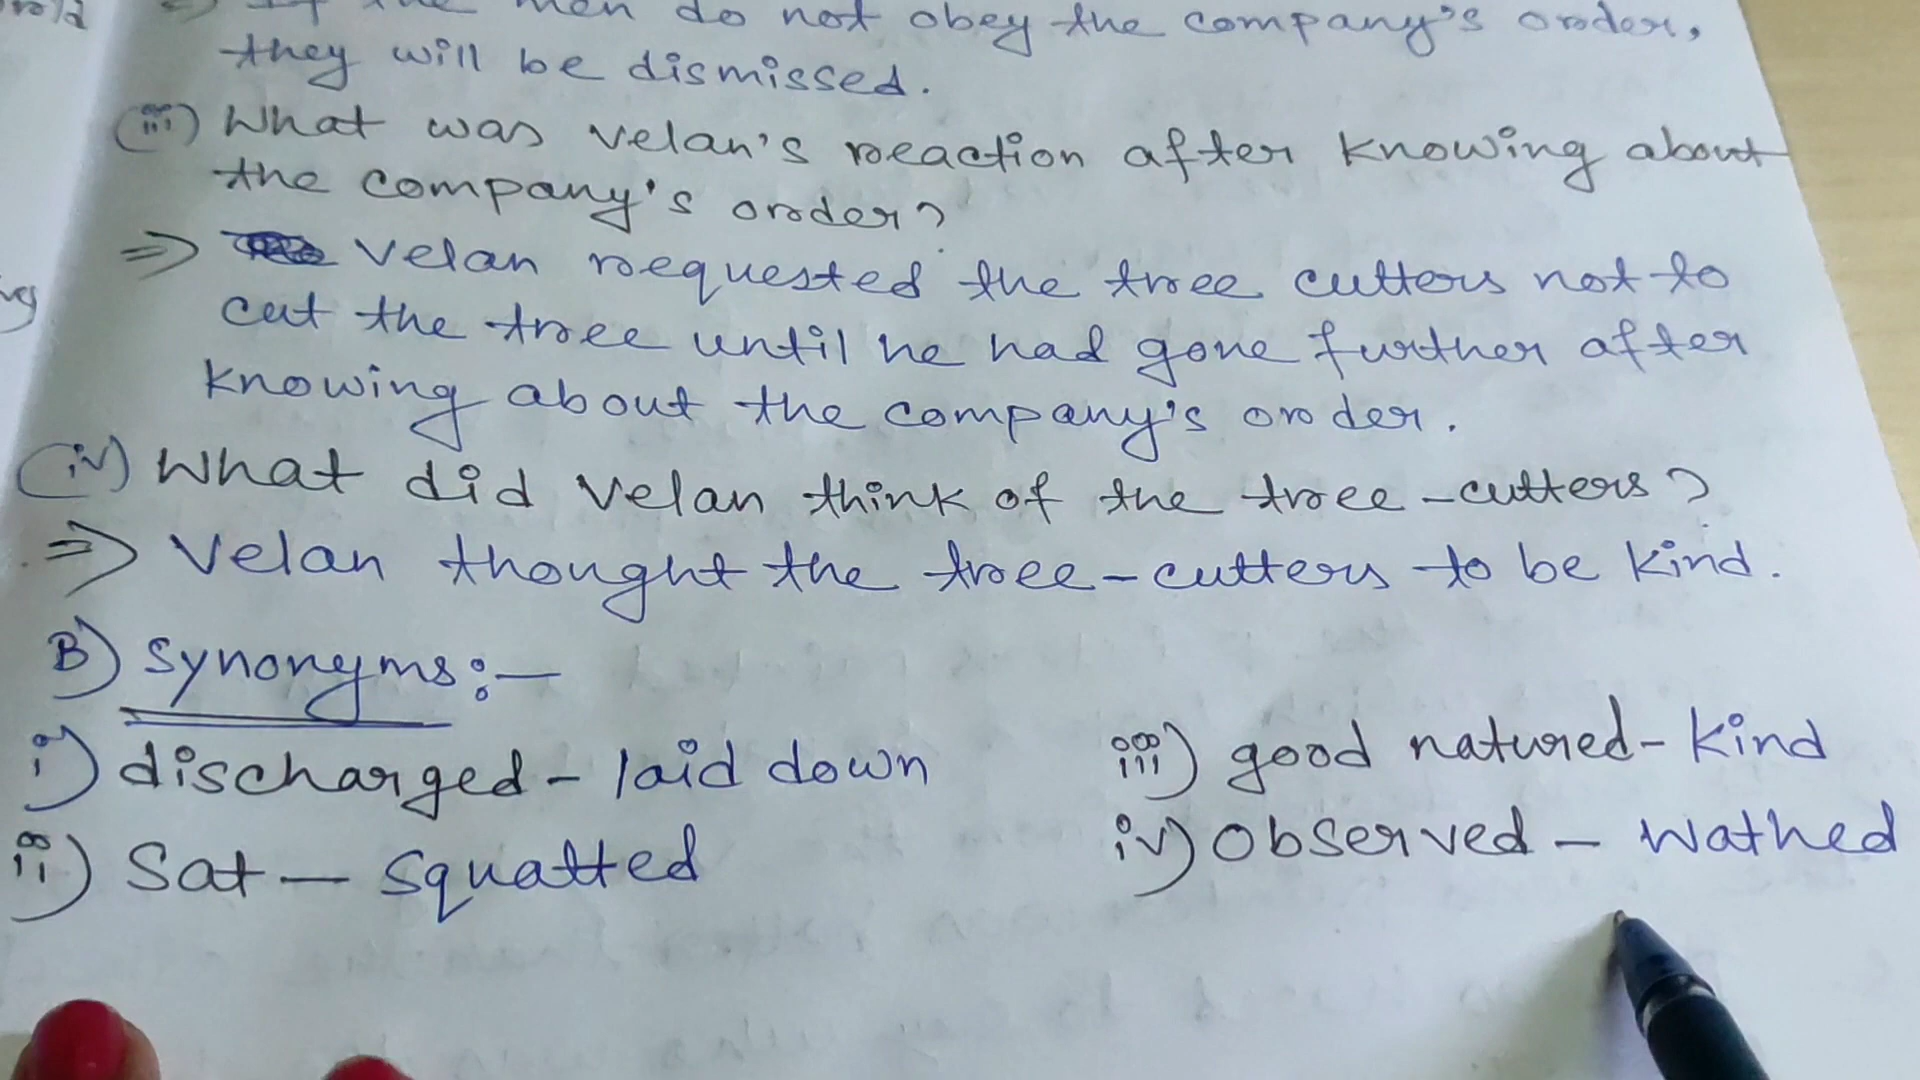 => If the men do not obey the company's order,
they will be dismissed.
(iii) What was Velan's reaction after knowing about
the company's order?
=> Velan requested the tree cutters not to
cut the tree until he had gone further after
knowing about the company's order.
(iv) What did Velan think of the tree-cutters?
=> Velan thought the tree-cutters to be kind.
B) Synonyms:—
i) discharged - laid down
ii) Sat — squatted
iii) good natured - Kind
iv) Observed - Wathed